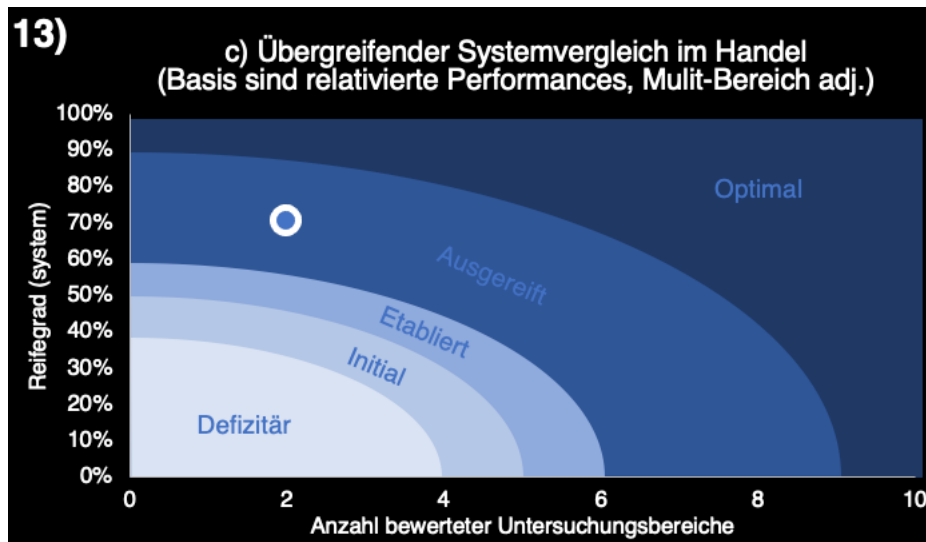 13)
c) Übergreifender Systemvergleich im Handel
(Basis sind relativierte Performances, Mulit-Bereich adj.)
Reifegrad (system)
100%
90%
80%
70%
60%
50%
40%
30%
20%
10%
0%
Optimal
Ausgereift
Etabliert
Initial
Defizitär
0
2
4
6
8
10
Anzahl bewerteter Untersuchungsbereiche